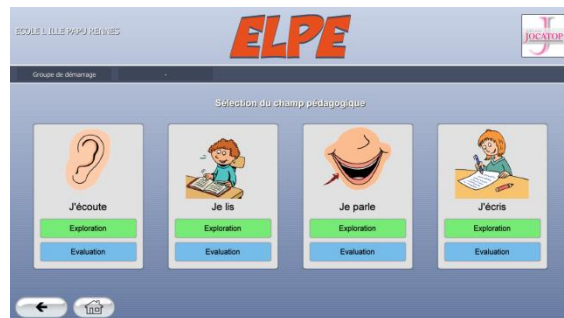 ECOLE L ILLE PAPU RENNES
ELPE
JOCATOP
Groupe de démarrage
-
Sélection du champ pédagogique
J'écoute
Je lis
Je parle
J'écris
Exploration
Exploration
Exploration
Exploration
Evaluation
Evaluation
Evaluation
Evaluation